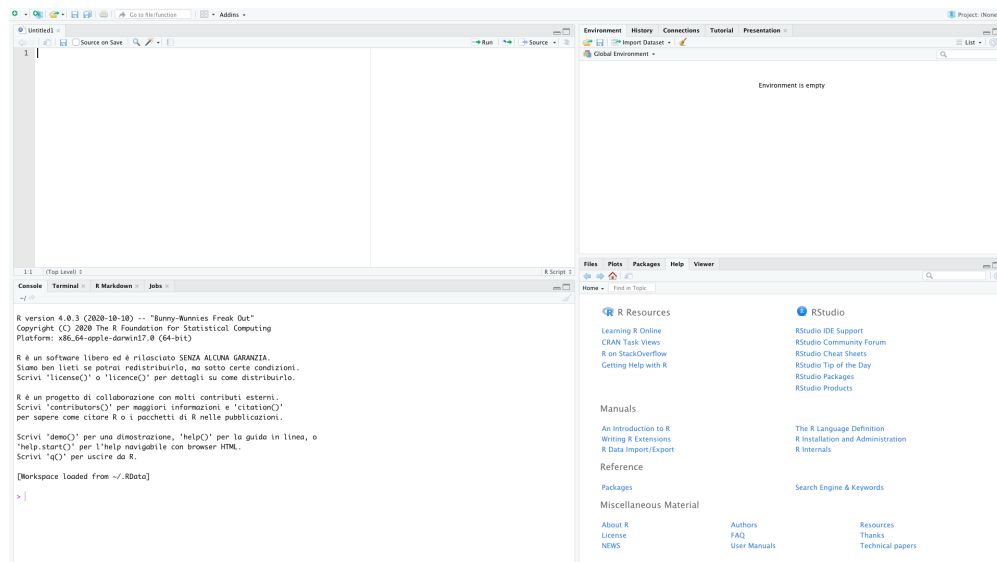 Go to file/function
Addins
Project: (None
Untitled1
Source on Save
Run
Source
1
1:1
(Top Level)
R Script
Console
Terminal
R Markdown
Jobs
~/
R version 4.0.3 (2020-10-10) -- "Bunny-Wunnies Freak Out"
Copyright (C) 2020 The R Foundation for Statistical Computing
Platform: x86_64-apple-darwin17.0 (64-bit)
R è un software libero ed è rilasciato SENZA ALCUNA GARANZIA.
Siamo ben lieti se potrai redistribuirlo, ma sotto certe condizioni.
Scrivi 'license()' o 'licence()' per dettagli su come distribuirlo.
R è un progetto di collaborazione con molti contributi esterni.
Scrivi 'contributors()' per maggiori informazioni e 'citation()'
per sapere come citare R o i pacchetti di R nelle pubblicazioni.
Scrivi 'demo()' per una dimostrazione, 'help()' per la guida in linea, o
'help.start()' per l'help navigabile con browser HTML.
Scrivi 'q()' per uscire da R.
[Workspace loaded from ~/.RData]
>
Environment
History
Connections
Tutorial
Presentation
Import Dataset
List
Global Environment
Environment is empty
Files
Plots
Packages
Help
Viewer
Home
Find in Topic
R Resources
Learning R Online
CRAN Task Views
R on StackOverflow
Getting Help with R
RStudio
RStudio IDE Support
RStudio Community Forum
RStudio Cheat Sheets
RStudio Tip of the Day
RStudio Packages
RStudio Products
Manuals
An Introduction to R
Writing R Extensions
R Data Import/Export
The R Language Definition
R Installation and Administration
R Internals
Reference
Packages
Search Engine & Keywords
Miscellaneous Material
About R
License
NEWS
Authors
FAQ
User Manuals
Resources
Thanks
Technical papers